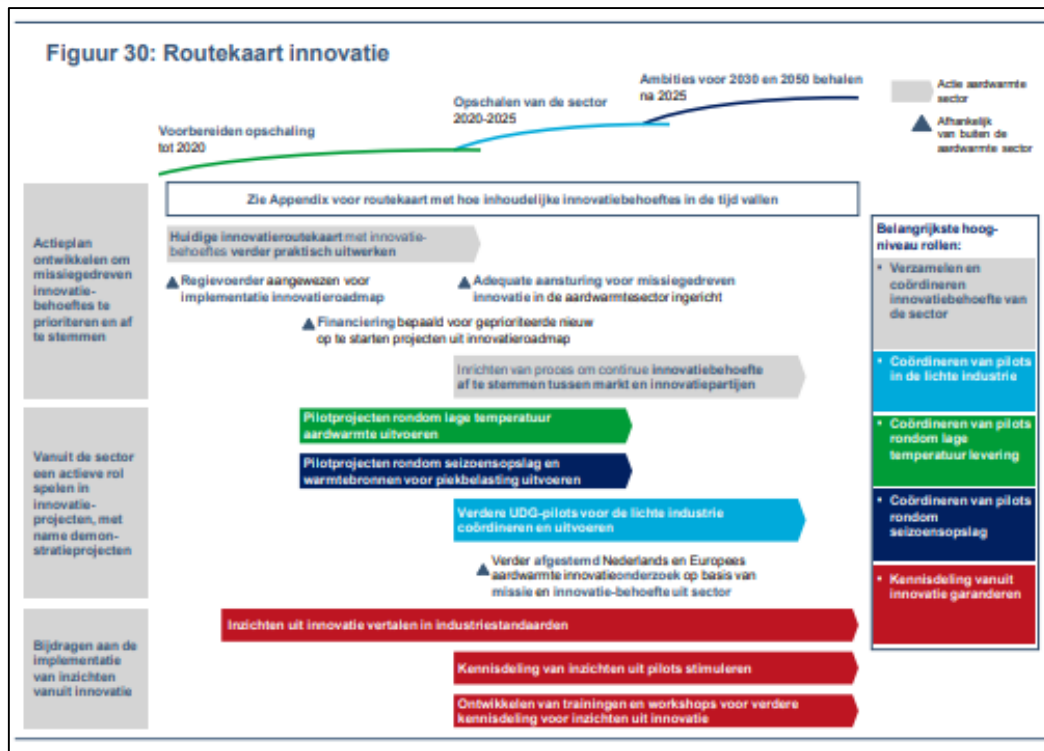 Figuur 30: Routekaart innovatie
Ambities voor 2030 en 2050 behalen
na 2025
Opschalen van de sector
2020-2025
Voorbereiden opschaling
tot 2020
Actie aardwarmte
sector
Afhankelijk
van buiten de
aardwarmte sector
Zie Appendix voor routekaart met hoe inhoudelijke innovatiebehoeftes in de tijd vallen
Actieplan
ontwikkelen om
missiegedreven
innovatie-
behoeftes te
prioriteren en af
te stemmen
Huidige innovatieroutekaart met innovatie-
behoeftes verder praktisch uitwerken
Regievoerder aangewezen voor
implementatie innovatieroadmap
Adequate aansturing voor missiegedreven
innovatie in de aardwarmtesector ingericht
Financiering bepaald voor geprioriteerde nieuw
op te starten projecten uit innovatieroadmap
Inrichten van proces om continue innovatiebehoefte
af te stemmen tussen markt en innovatiepartijen
Vanuit de sector
een actieve rol
spelen in
innovatie-
projecten, met
name demon-
stratieprojecten
Pilotprojecten rondom lage temperatuur
aardwarmte uitvoeren
Pilotprojecten rondom seizoensopslag en
warmtebronnen voor piekbelasting uitvoeren
Verdere UDG-pilots voor de lichte industrie
coördineren en uitvoeren
Verder afgestemd Nederlands en Europees
aardwarmte innovatieonderzoek op basis van
missie en innovatie-behoefte uit sector
Bijdragen aan de
implementatie
van inzichten
vanuit innovatie
Inzichten uit innovatie vertalen in industriestandaarden
Kennisdeling van inzichten uit pilots stimuleren
Ontwikkelen van trainingen en workshops voor verdere
kennisdeling voor inzichten uit innovatie
Belangrijkste hoog-
niveau rollen:
• Verzamelen en
coördineren
innovatiebehoefte van
de sector
• Coördineren van pilots
in de lichte industrie
• Coördineren van pilots
rondom lage
temperatuur levering
• Coördineren van pilots
rondom
seizoensopslag
• Kennisdeling vanuit
innovatie garanderen